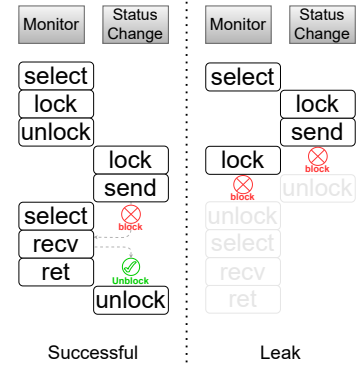 Monitor
Status Change
Monitor
Status Change
select
lock
unlock
lock
send
block
select
recv
ret
Unblock
unlock
select
lock
send
lock
block
block
unlock
unlock
select
recv
ret
Successful
Leak